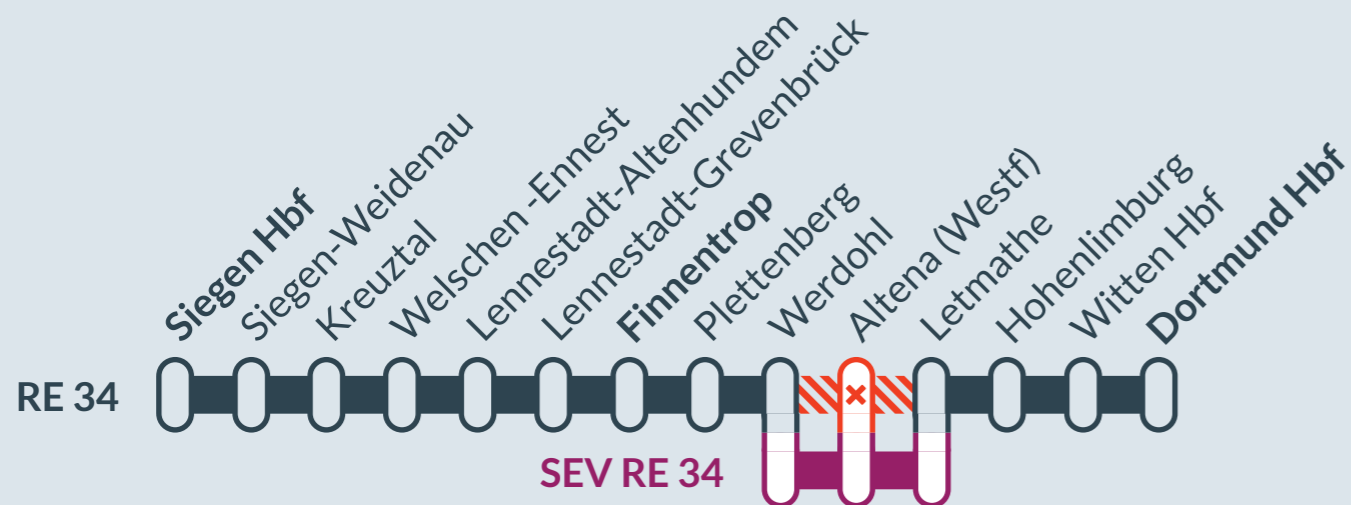 Siegen Hbf
Siegen-Weidenau
Kreuztal
Welschen -Ennest
Lennestadt-Altenhundem
Lennestadt-Grevenbrück
Finnentrop
Plettenberg
Werdohl
Altena (Westf)
Letmathe
Hohenlimburg
Witten Hbf
Dortmund Hbf
RE 34
SEV RE 34